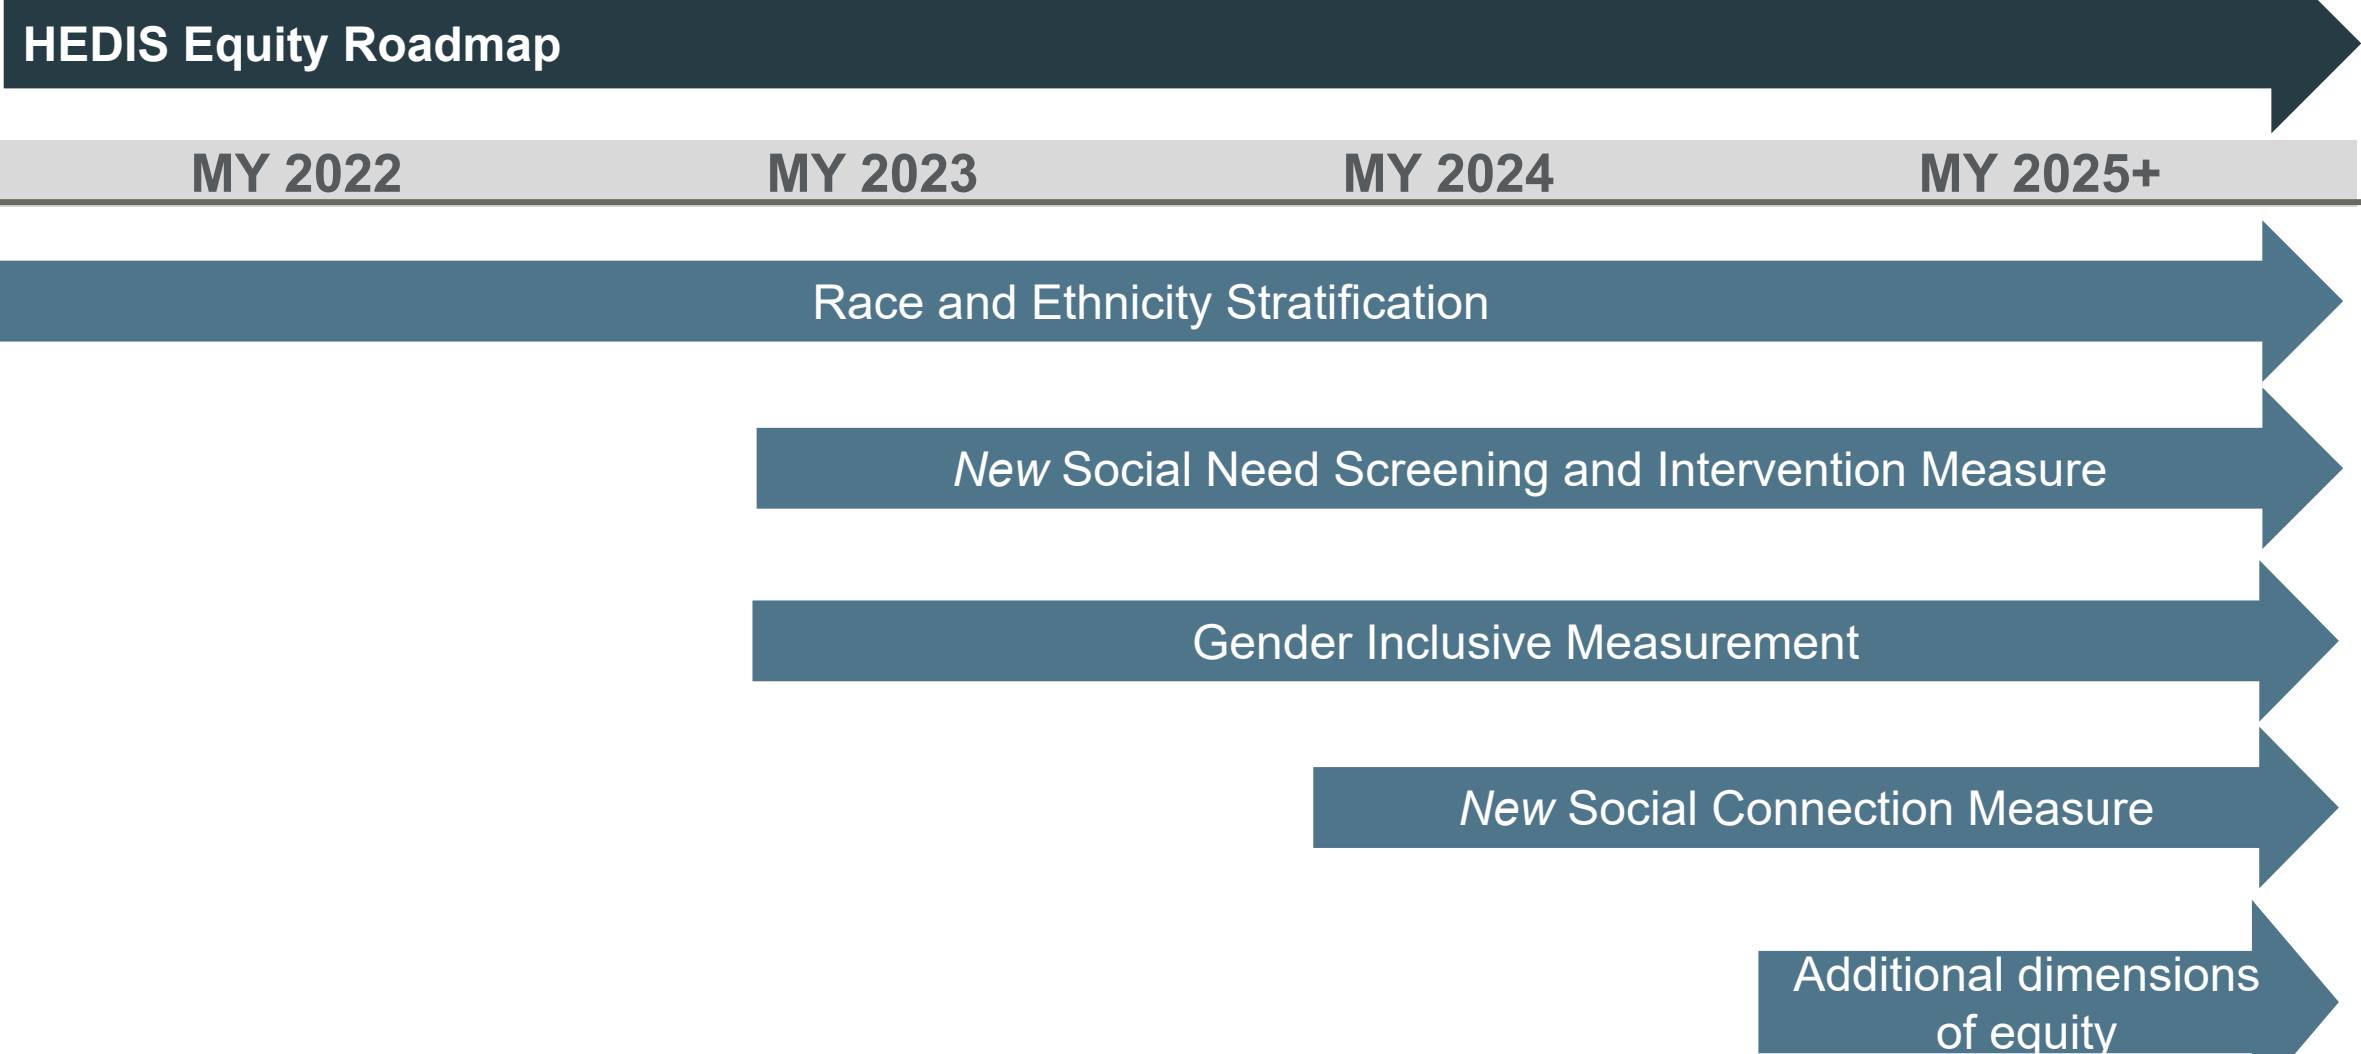 HEDIS Equity Roadmap
MY 2022 MY 2023 MY 2024 MY 2025+
Race and Ethnicity Stratification
New Social Need Screening and Intervention Measure
Gender Inclusive Measurement
New Social Connection Measure
Additional dimensions
of equity